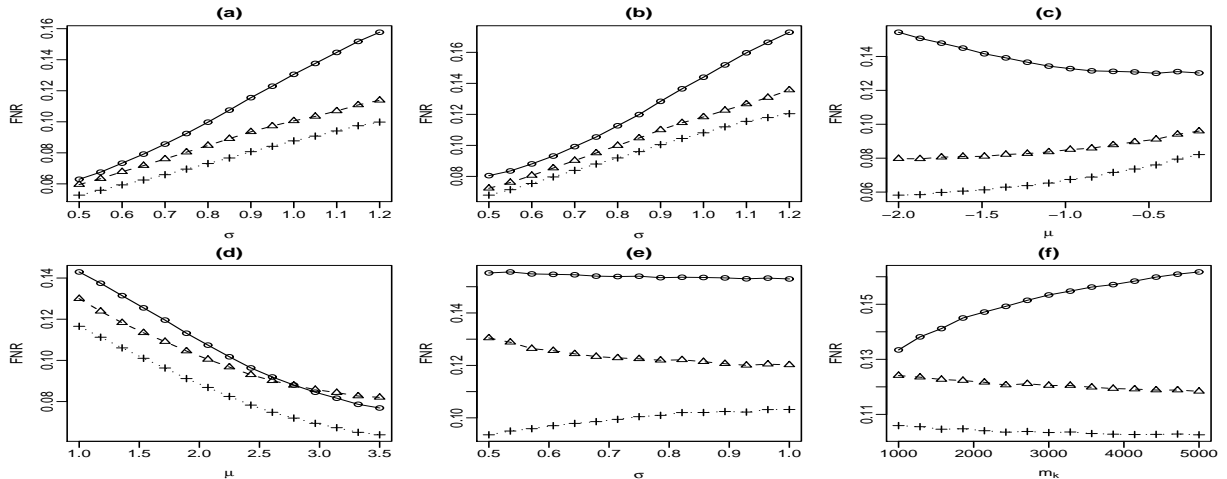 (a)
FNR
0.06 0.08 0.10 0.12 0.14 0.16
0.5 0.6 0.7 0.8 0.9 1.0 1.1 1.2
σ
(b)
FNR
0.08 0.10 0.12 0.14 0.16
0.5 0.6 0.7 0.8 0.9 1.0 1.1 1.2
σ
(c)
FNR
0.06 0.08 0.10 0.12 0.14
−2.0 −1.5 −1.0 −0.5
μ
(d)
FNR
0.08 0.10 0.12 0.14
1.0 1.5 2.0 2.5 3.0 3.5
μ
(e)
FNR
0.10 0.12 0.14
0.5 0.6 0.7 0.8 0.9 1.0
σ
(f)
FNR
0.11 0.13 0.15
1000 2000 3000 4000 5000
mk